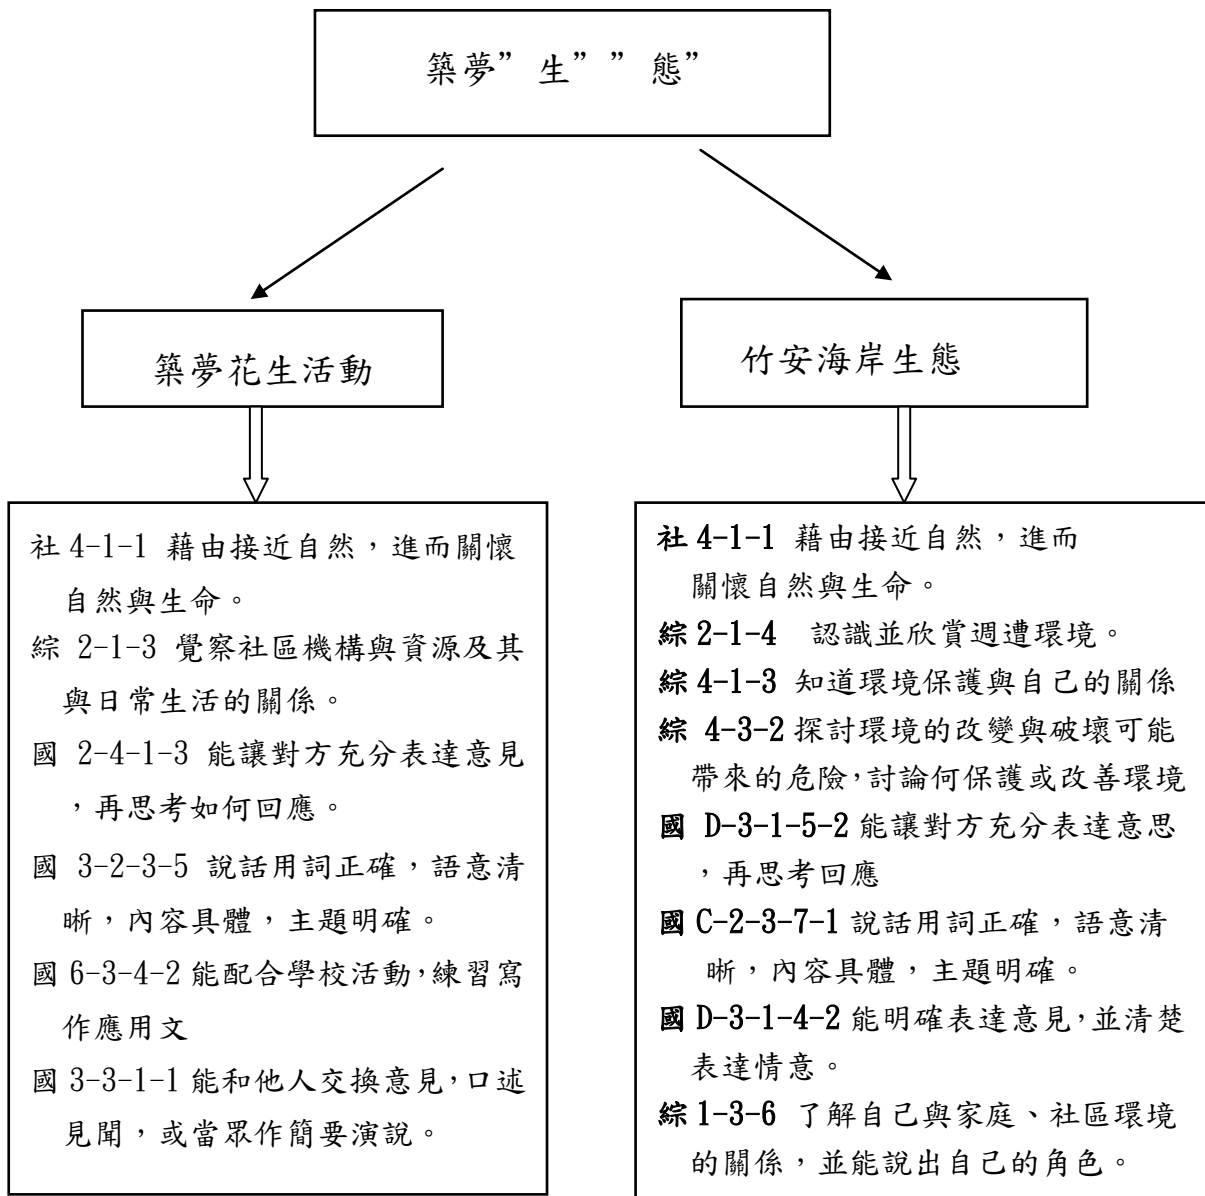 築夢”生””態”
築夢花生活動
竹安海岸生態
社 4-1-1 藉由接近自然，進而關懷
自然與生命。
綜 2-1-3 覺察社區機構與資源及其
與日常生活的關係。
國 2-4-1-3 能讓對方充分表達意見
，再思考如何回應。
國 3-2-3-5 說話用詞正確，語意清
晰，內容具體，主題明確。
國 6-3-4-2 能配合學校活動，練習寫
作應用文
國 3-3-1-1 能和他人交換意見，口述
見聞，或當眾作簡要演說。
社 4-1-1 藉由接近自然，進而
關懷自然與生命。
綜 2-1-4 認識並欣賞週遭環境。
綜 4-1-3 知道環境保護與自己的關係
綜 4-3-2 探討環境的改變與破壞可能
帶來的危險，討論何保護或改善環境
國 D-3-1-5-2 能讓對方充分表達意思
，再思考回應
國 C-2-3-7-1 說話用詞正確，語意清
晰，內容具體，主題明確。
國 D-3-1-4-2 能明確表達意見，並清楚
表達情意。
綜 1-3-6 了解自己與家庭、社區環境
的關係，並能說出自己的角色。